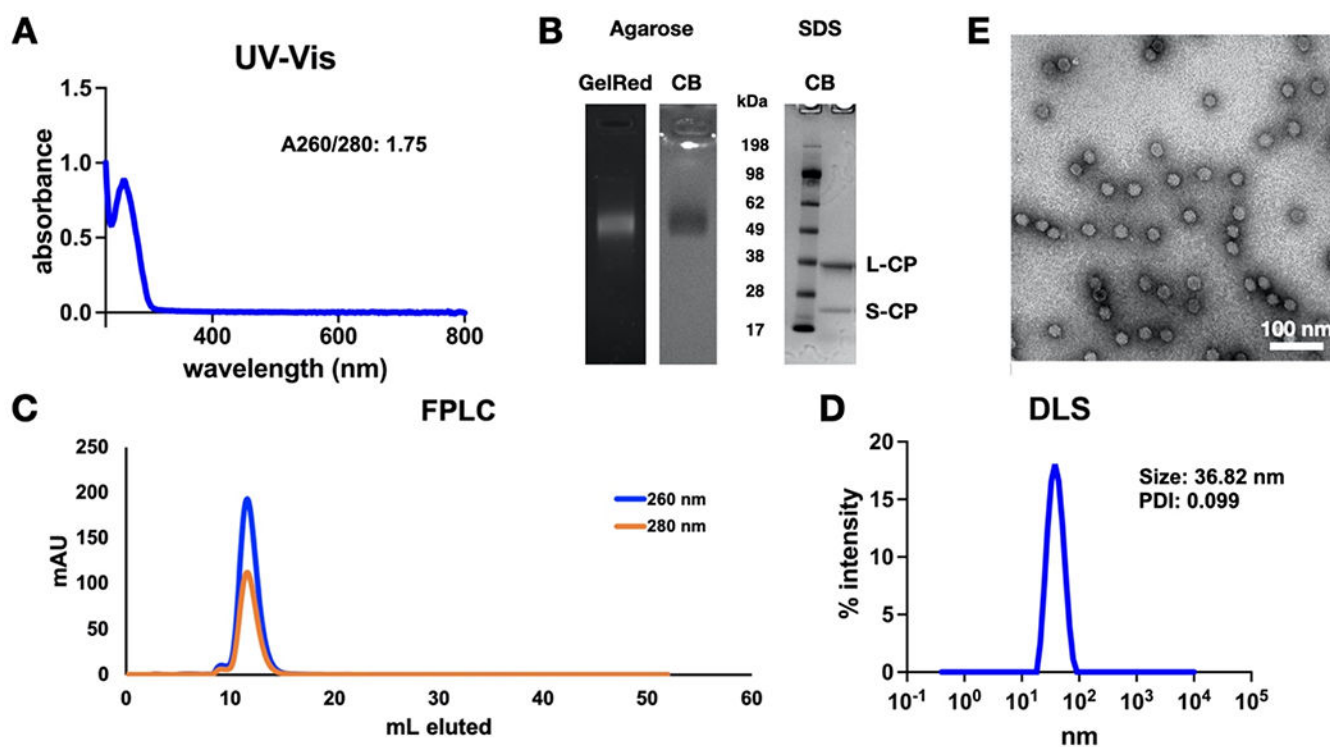 A
UV-Vis
1.5
1.0
0.5
0.0
absorbance
A260/280: 1.75
400
600
800
wavelength (nm)
B
Agarose
SDS
GelRed
CB
kDa
CB
198
98
62
49
38
28
17
L-CP
S-CP
E
100 nm
C
FPLC
250
200
150
100
50
0
mAU
260 nm
280 nm
0
10
20
30
40
50
60
mL eluted
D
DLS
20
15
10
5
0
% intensity
Size: 36.82 nm
PDI: 0.099
10-1
100
101
102
103
104
105
nm